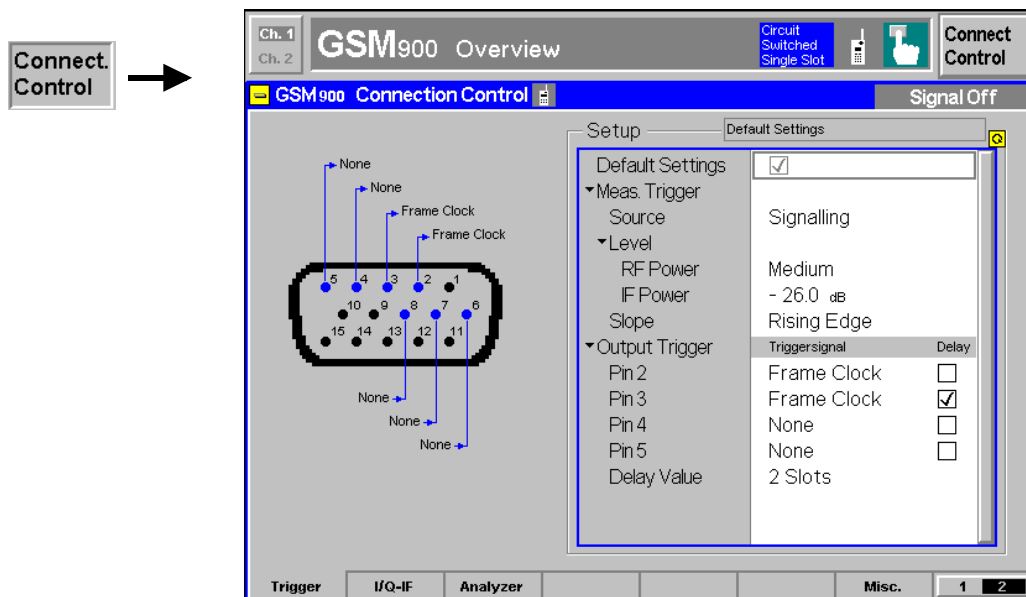 Connect.
Control
Ch. 1
Ch. 2
GSM900 Overview
Circuit
Switched
Single Slot
Connect
Control
GSM900 Connection Control
Signal Off
Setup
Default Settings
None
None
Frame Clock
Frame Clock
5 4 3 2 1
10 9 8 7 6
15 14 13 12 11
None
None
None
Default Settings
Meas. Trigger
Source Signalling
Level
RF Power Medium
IF Power - 26.0 dB
Slope Rising Edge
Output Trigger Triggersignal Delay
Pin 2 Frame Clock
Pin 3 Frame Clock
Pin 4 None
Pin 5 None
Delay Value 2 Slots
Trigger I/Q-IF Analyzer Misc. 1 2